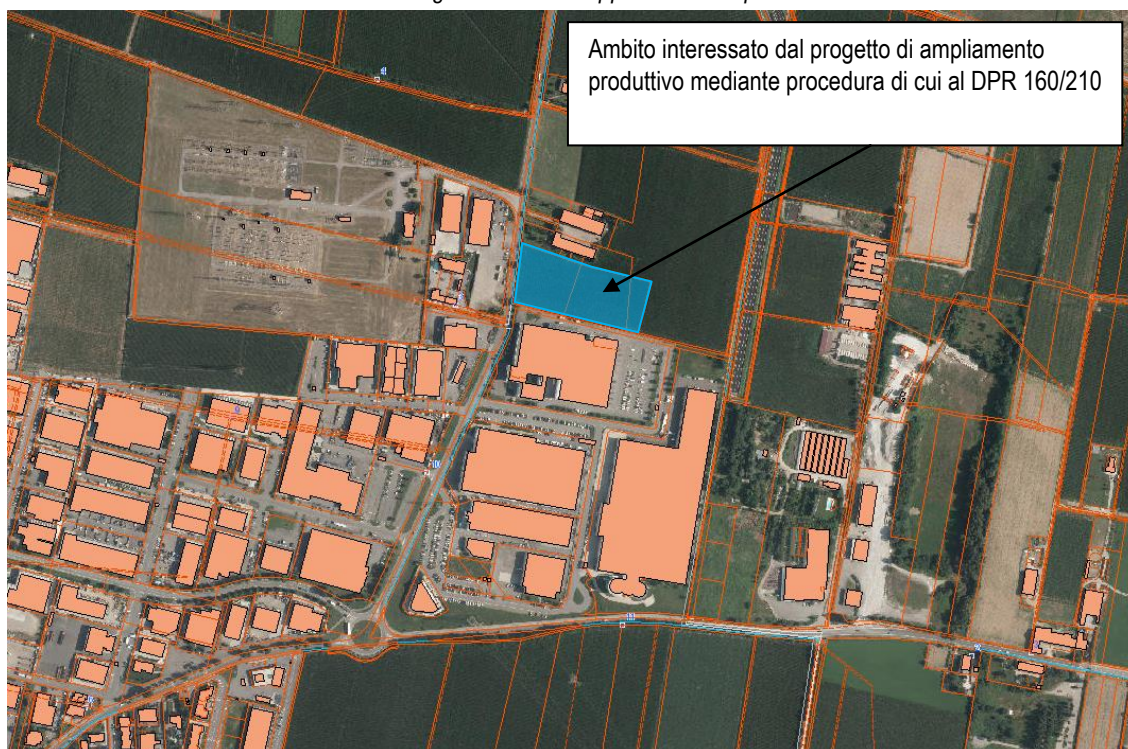 Ambito interessato dal progetto di ampliamento
produttivo mediante procedura di cui al DPR 160/210